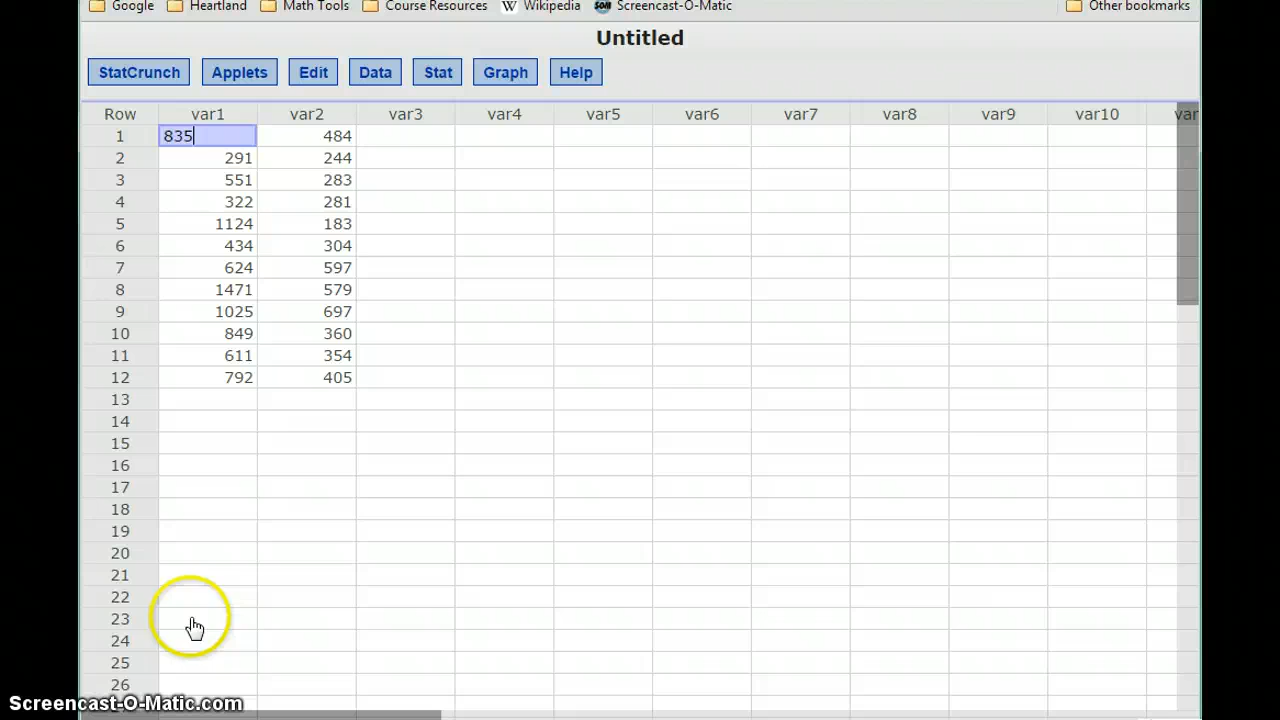 Google Heartland Math Tools Course Resources W Wikipedia SOM Screencast-O-Matic Other bookmarks
Untitled
StatCrunch Applets Edit Data Stat Graph Help
Row var1 var2 var3 var4 var5 var6 var7 var8 var9 var10 var
1 835 484
2 291 244
3 551 283
4 322 281
5 1124 183
6 434 304
7 624 597
8 1471 579
9 1025 697
10 849 360
11 611 354
12 792 405
13
14
15
16
17
18
19
20
21
22
23
24
25
26
Screencast-O-Matic.com